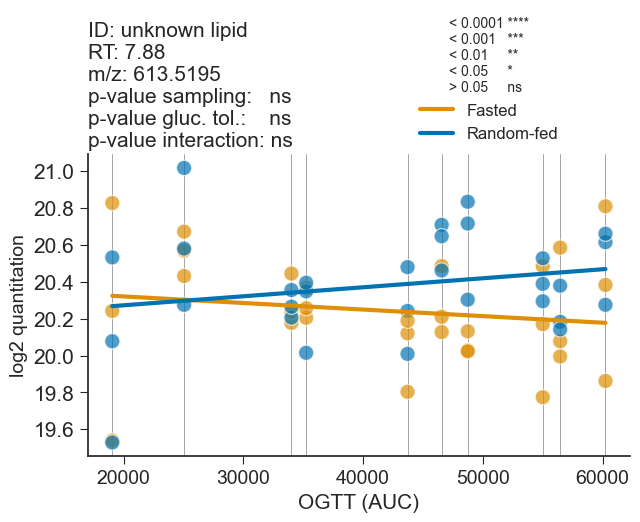 ID: unknown lipid
RT: 7.88
m/z: 613.5195
p-value sampling: ns
p-value gluc. tol.: ns
p-value interaction: ns
< 0.0001 ****
< 0.001 ***
< 0.01 **
< 0.05 *
> 0.05 ns
Fasted
Random-fed
21.0
20.8
20.6
20.4
20.2
20.0
19.8
19.6
log2 quantitation
20000 30000 40000 50000 60000
OGTT (AUC)